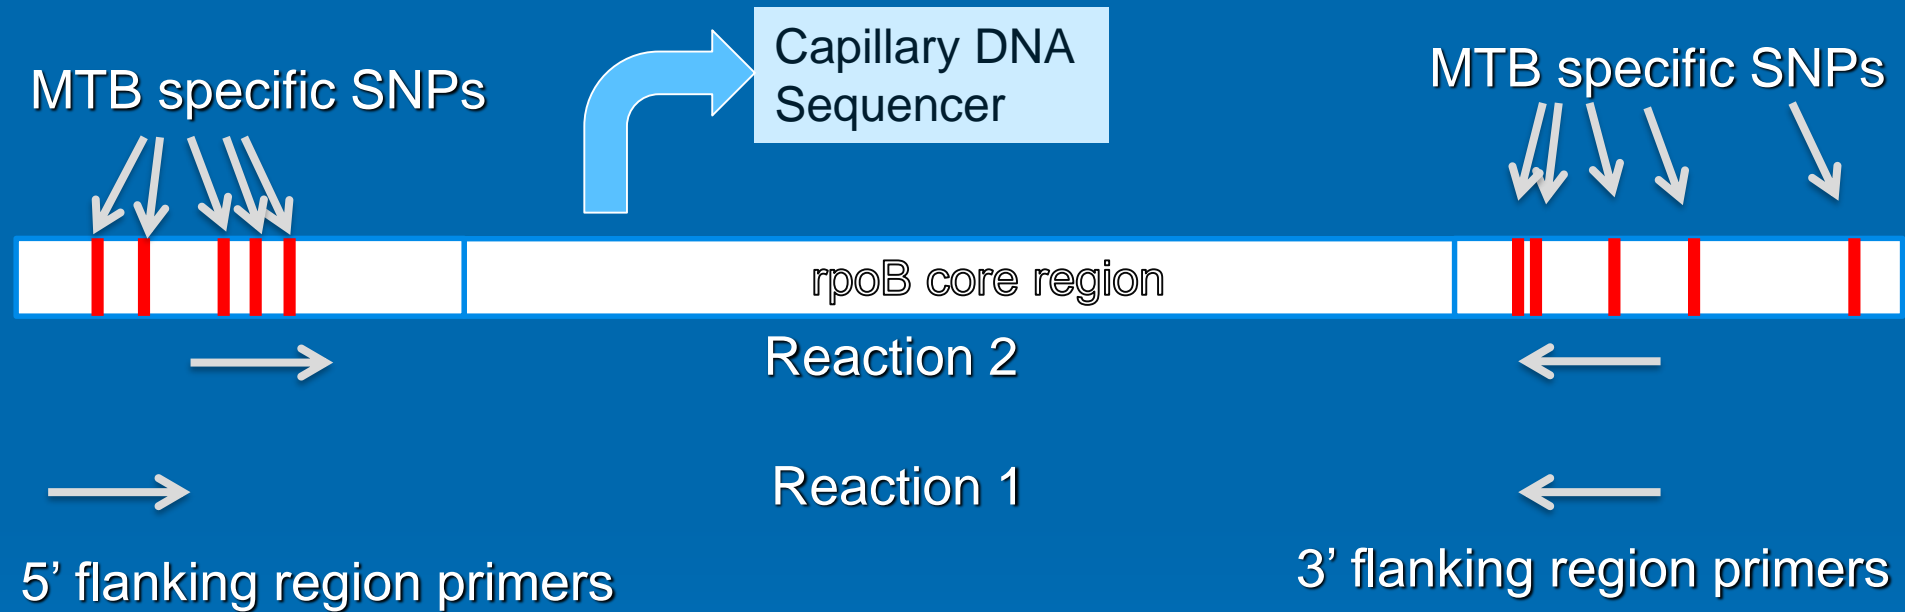 MTB specific SNPs
Capillary DNA
Sequencer
MTB specific SNPs
rpoB core region
Reaction 2
Reaction 1
5’ flanking region primers
3’ flanking region primers